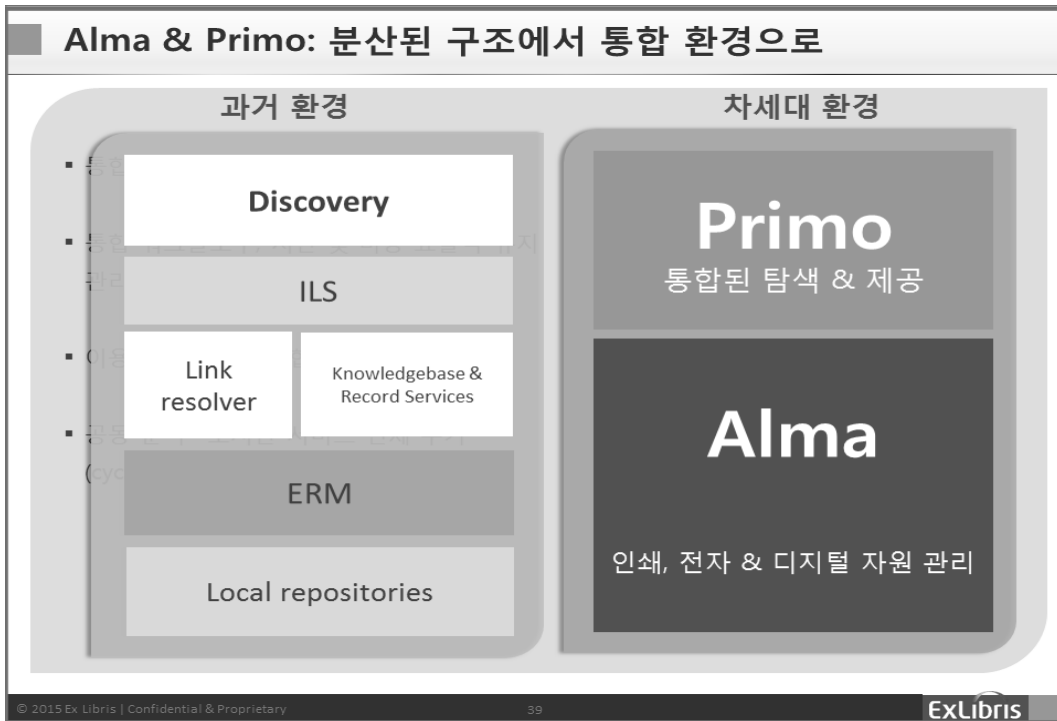 Alma & Primo: 분산된 구조에서 통합 환경으로
과거 환경
Discovery
ILS
Link
resolver
Knowledgebase &
Record Services
ERM
Local repositories
차세대 환경
Primo
통합된 탐색 & 제공
Alma
인쇄, 전자 & 디지털 자원 관리
© 2015 Ex Libris | Confidential & Proprietary
39
ExLibris